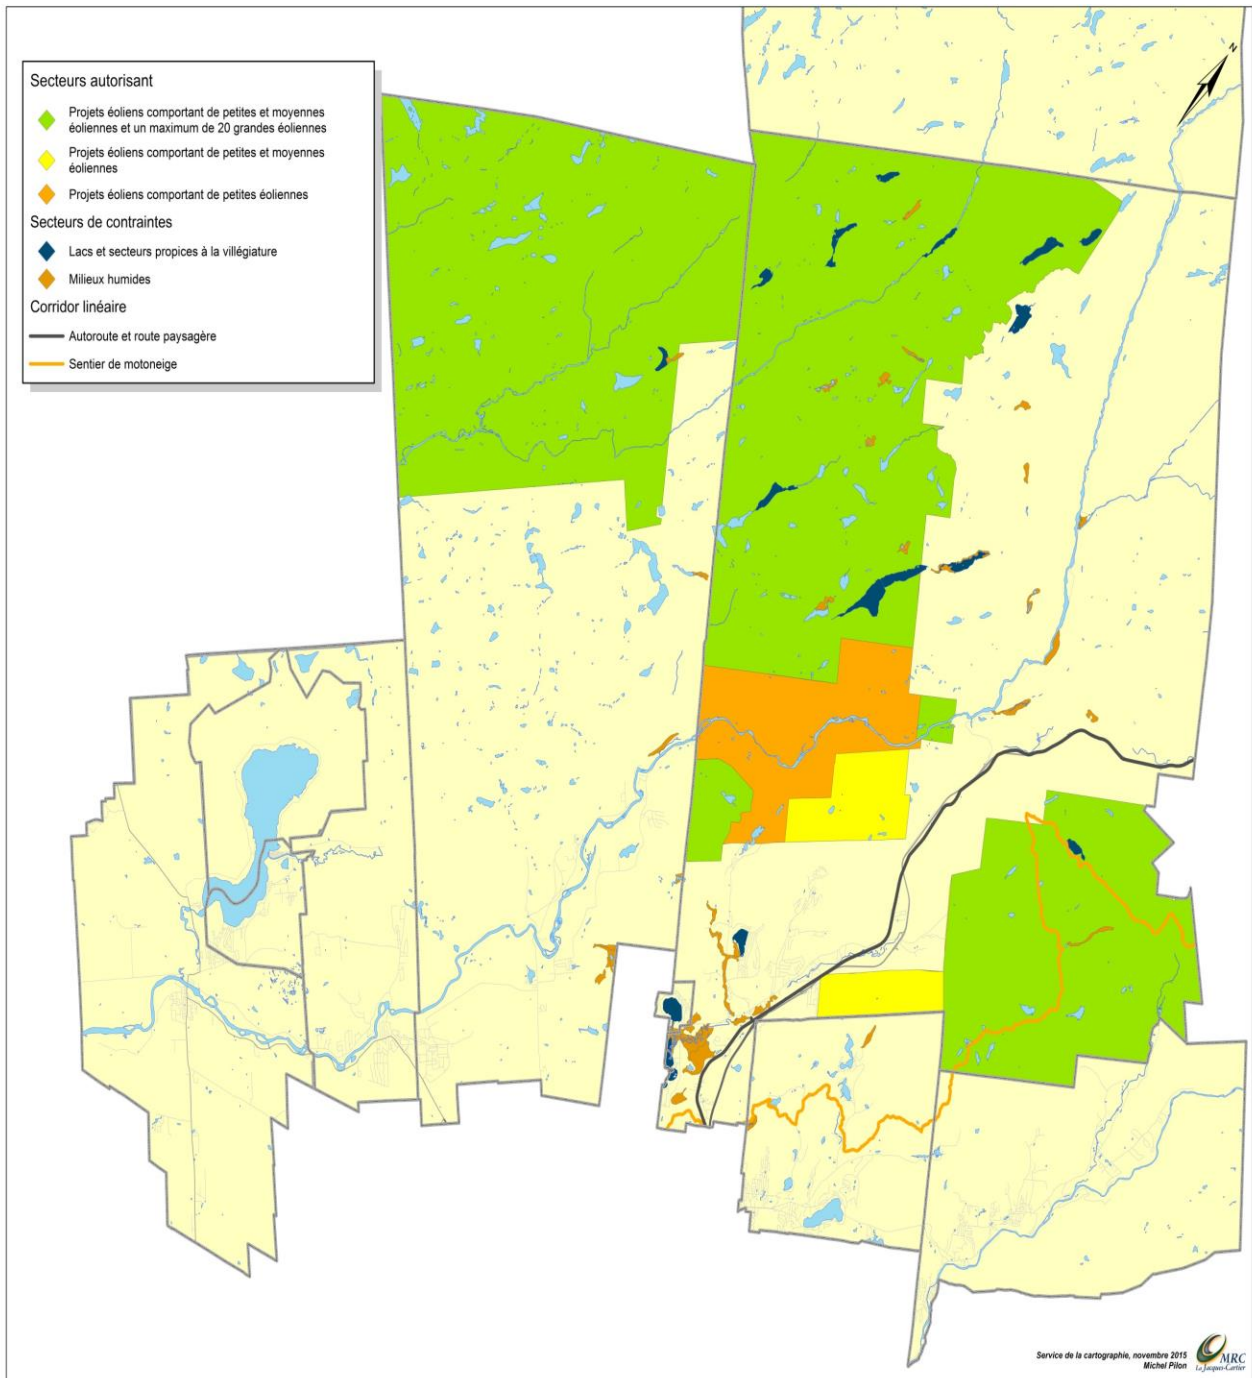 Secteurs autorisant
Projets éoliens comportant de petites et moyennes
éoliennes et un maximum de 20 grandes éoliennes
Projets éoliens comportant de petites et moyennes
éoliennes
Projets éoliens comportant de petites éoliennes
Secteurs de contraintes
Lacs et secteurs propices à la villégiature
Milieux humides
Corridor linéaire
Autoroute et route paysagère
Sentier de motoneige
N
Service de la cartographie, novembre 2015
Michel Pilon
MRC
La Jacques-Cartier